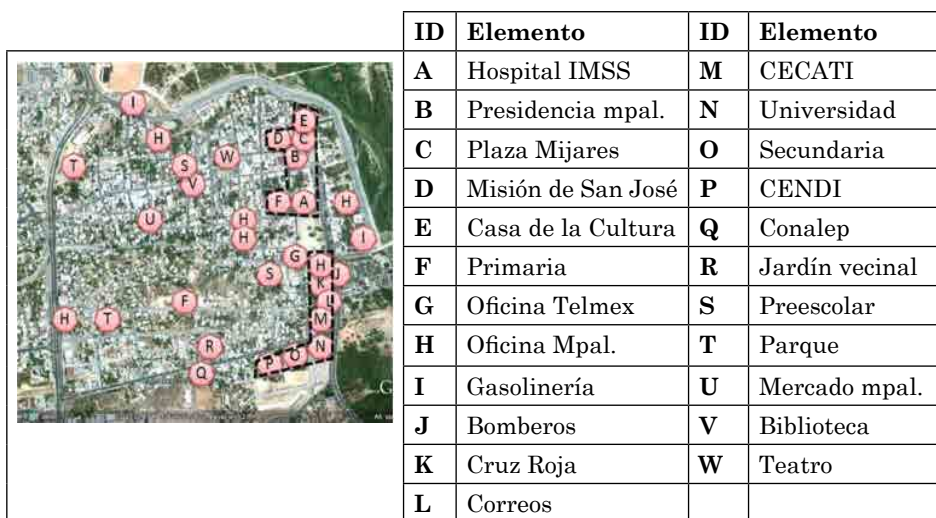 ID Elemento ID Elemento
A Hospital IMSS M CECATI
B Presidencia mpal. N Universidad
C Plaza Mijares O Secundaria
D Misión de San José P CENDI
E Casa de la Cultura Q Conalep
F Primaria R Jardín vecinal
G Oficina Telmex S Preescolar
H Oficina Mpal. T Parque
I Gasolinería U Mercado mpal.
J Bomberos V Biblioteca
K Cruz Roja W Teatro
L Correos
I
E
H D C
T S W B
V
F A H
U H
H I
G
S H J
K
F L
H T M
R N
P O
Q
G